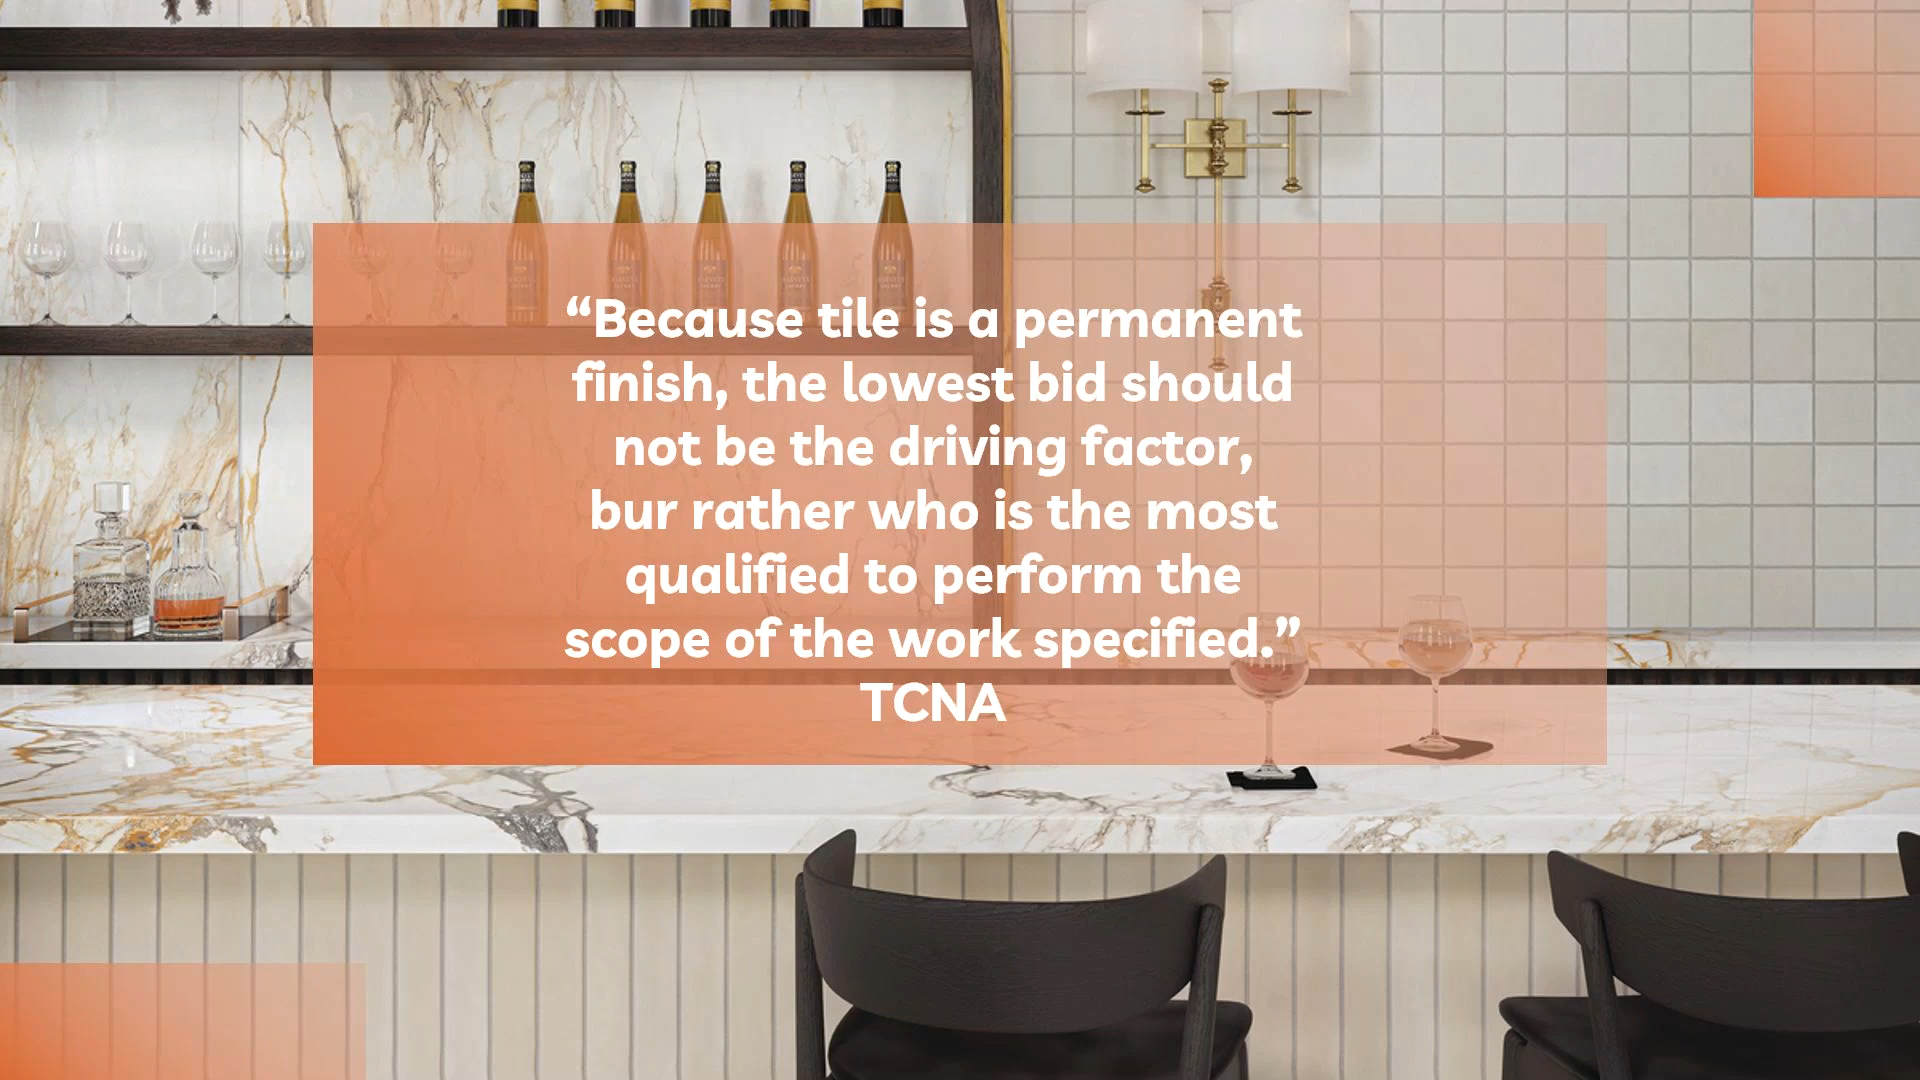 “Because tile is a permanent
finish, the lowest bid should
not be the driving factor,
bur rather who is the most
qualified to perform the
scope of the work specified.”
TCNA